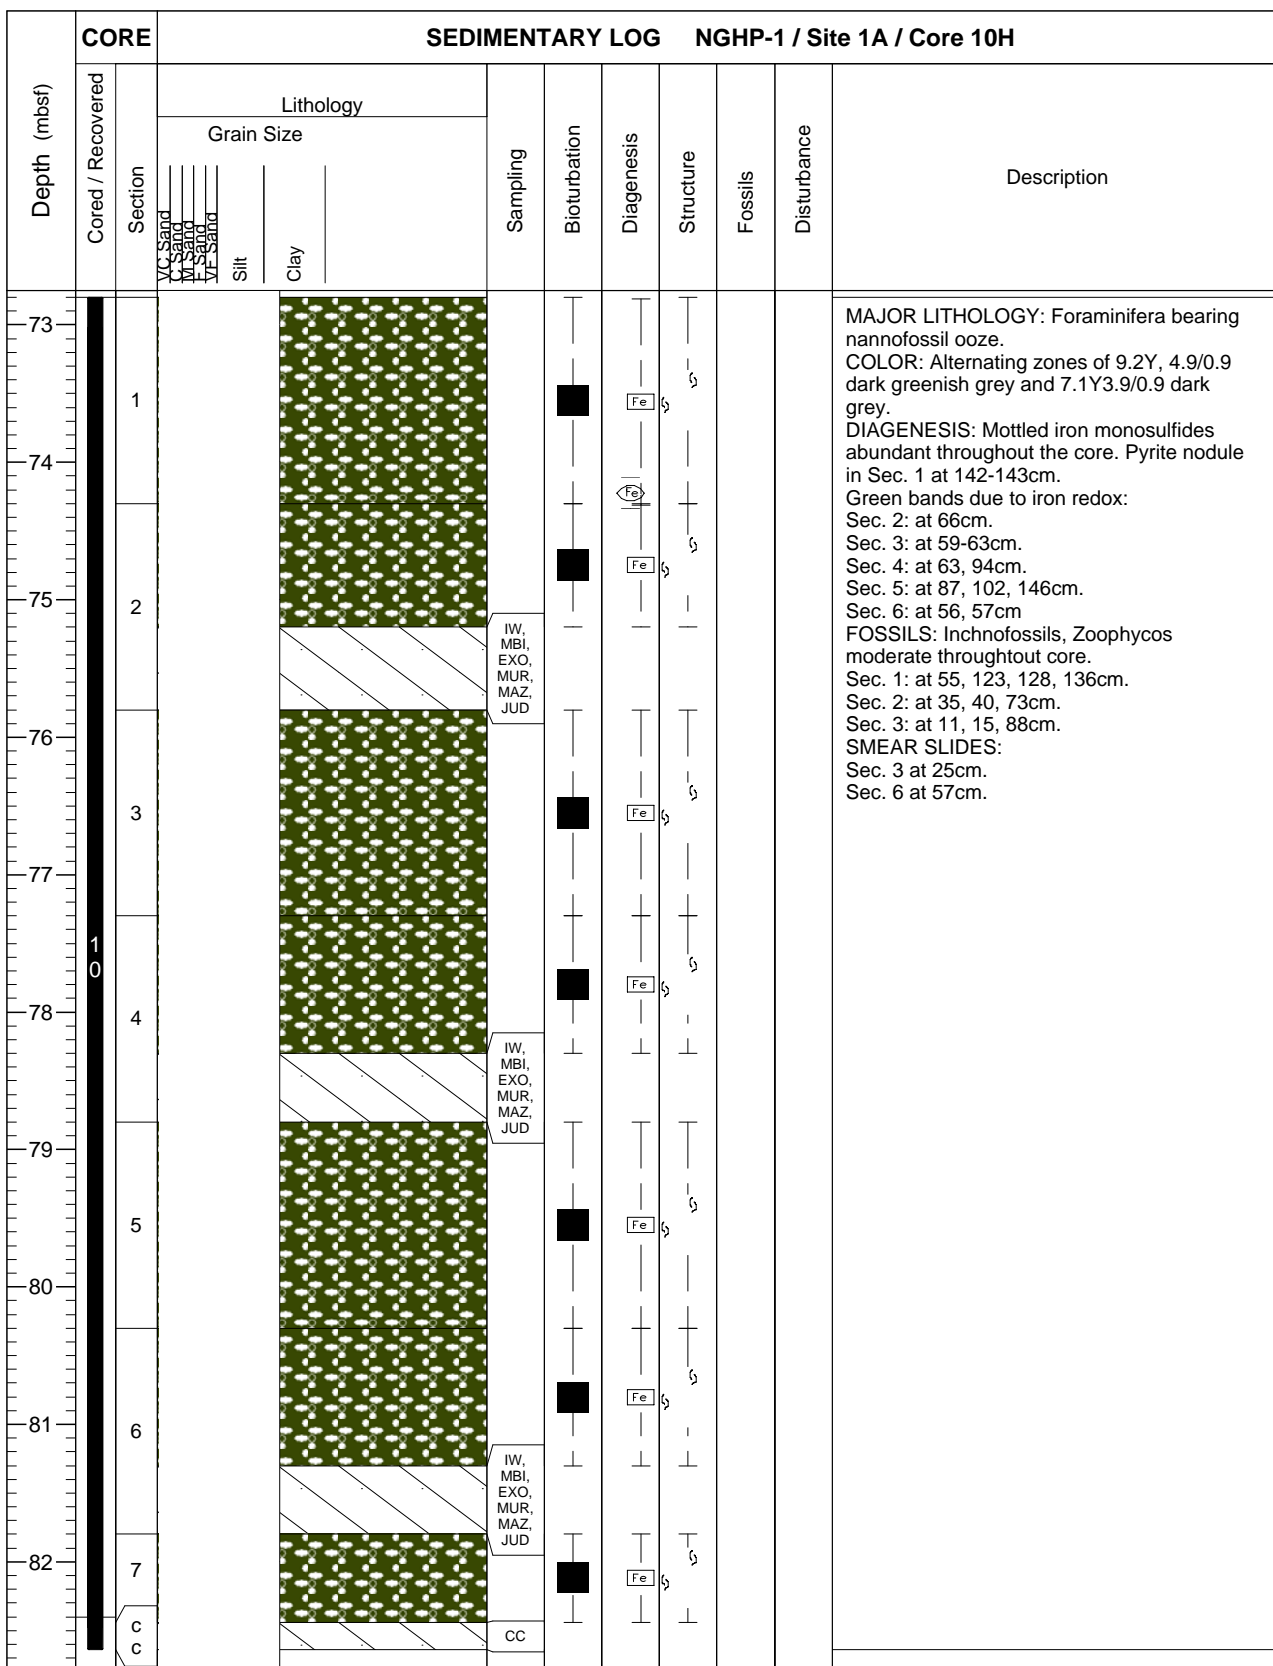 CORE
SEDIMENTARY LOG NGHP-1 / Site 1A / Core 10H
Depth (mbsf)
Cored / Recovered
Section
Lithology
Grain Size
VC Sand
C Sand
M Sand
F Sand
VF Sand
Silt
Clay
Sampling
Bioturbation
Diagenesis
Structure
Fossils
Disturbance
Description
73
74
75
76
77
78
79
80
81
82
1
0
1
2
3
4
5
6
7
c
c
IW,
MBI,
EXO,
MUR,
MAZ,
JUD
IW,
MBI,
EXO,
MUR,
MAZ,
JUD
IW,
MBI,
EXO,
MUR,
MAZ,
JUD
CC
Fe
Fe
Fe
Fe
Fe
Fe
Fe
Fe
MAJOR LITHOLOGY: Foraminifera bearing
nannofossil ooze.
COLOR: Alternating zones of 9.2Y, 4.9/0.9
dark greenish grey and 7.1Y3.9/0.9 dark
grey.
DIAGENESIS: Mottled iron monosulfides
abundant throughout the core. Pyrite nodule
in Sec. 1 at 142-143cm.
Green bands due to iron redox:
Sec. 2: at 66cm.
Sec. 3: at 59-63cm.
Sec. 4: at 63, 94cm.
Sec. 5: at 87, 102, 146cm.
Sec. 6: at 56, 57cm
FOSSILS: Inchnofossils, Zoophycos
moderate throughtout core.
Sec. 1: at 55, 123, 128, 136cm.
Sec. 2: at 35, 40, 73cm.
Sec. 3: at 11, 15, 88cm.
SMEAR SLIDES:
Sec. 3 at 25cm.
Sec. 6 at 57cm.